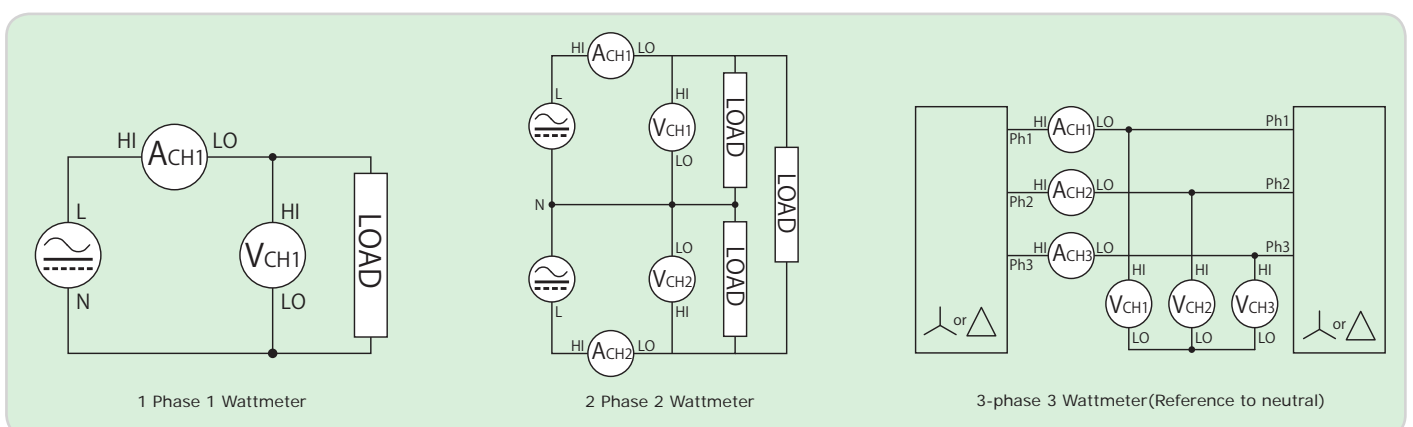 HI
ACH1
LO
L
HI
VCH1
LOAD
N
LO
1 Phase 1 Wattmeter
HI
ACH1
LO
L
HI
VCH1
LOAD
LO
LOAD
N
LO
VCH2
LOAD
L
HI
HI
ACH2
LO
2 Phase 2 Wattmeter
HI
ACH1
LO
Ph1
Ph1
HI
ACH2
LO
Ph2
Ph2
HI
ACH3
LO
Ph3
Ph3
HI
HI
HI
VCH1
VCH2
VCH3
or
or
LO
LO
LO
3-phase 3 Wattmeter(Reference to neutral)